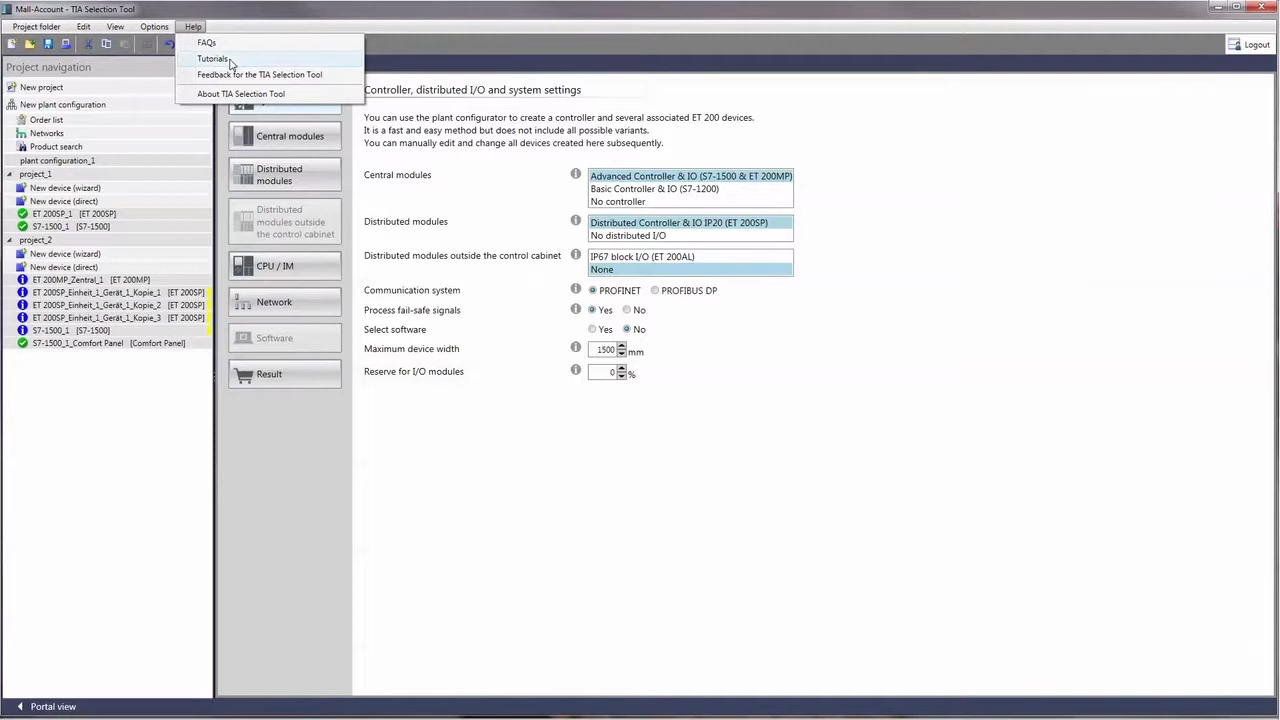 Mall-Account - TIA Selection Tool
Project folder Edit View Options Help
FAQs
Tutorials
Feedback for the TIA Selection Tool
About TIA Selection Tool
Logout
Project navigation
New project
New plant configuration
Order list
Networks
Product search
plant configuration_1
project_1
New device (wizard)
New device (direct)
ET 200SP_1 [ET 200SP]
S7-1500_1 [S7-1500]
project_2
New device (wizard)
New device (direct)
ET 200MP_Zentral_1 [ET 200MP]
ET 200SP_Einheit_1_Gerät_1_Kopie_1 [ET 200SP]
ET 200SP_Einheit_1_Gerät_1_Kopie_2 [ET 200SP]
ET 200SP_Einheit_1_Gerät_1_Kopie_3 [ET 200SP]
S7-1500_1 [S7-1500]
S7-1500_1_Comfort Panel [Comfort Panel]
Central modules
Distributed
modules
Distributed
modules outside
the control cabinet
CPU / IM
Network
Software
Result
Controller, distributed I/O and system settings
You can use the plant configurator to create a controller and several associated ET 200 devices.
It is a fast and easy method but does not include all possible variants.
You can manually edit and change all devices created here subsequently.
Central modules
Advanced Controller & IO (S7-1500 & ET 200MP)
Basic Controller & IO (S7-1200)
No controller
Distributed modules
Distributed Controller & IO IP20 (ET 200SP)
No distributed I/O
Distributed modules outside the control cabinet
IP67 block I/O (ET 200AL)
None
Communication system PROFINET PROFIBUS DP
Process fail-safe signals Yes No
Select software Yes No
Maximum device width 1500 mm
Reserve for I/O modules 0 %
Portal view